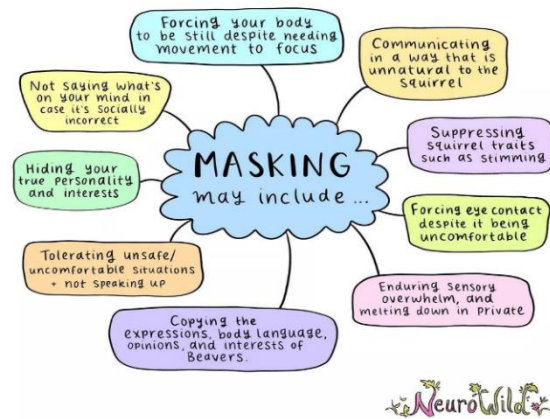 MASKING
may include...
Forcing your body
to be still despite needing
movement to focus
Communicating
in a way that is
unnatural to the
squirrel
Suppressing
squirrel traits
such as stimming
Forcing eye contact
despite it being
uncomfortable
Enduring sensory
overwhelm, and
melting down in private
Copying the
expressions, body language,
opinions, and interests of
Beavers.
Tolerating unsafe/
uncomfortable situations
+ not speaking up
Hiding your
true personality
and interests
Not saying what's
on your mind in
case it's socially
incorrect
NeuroWild